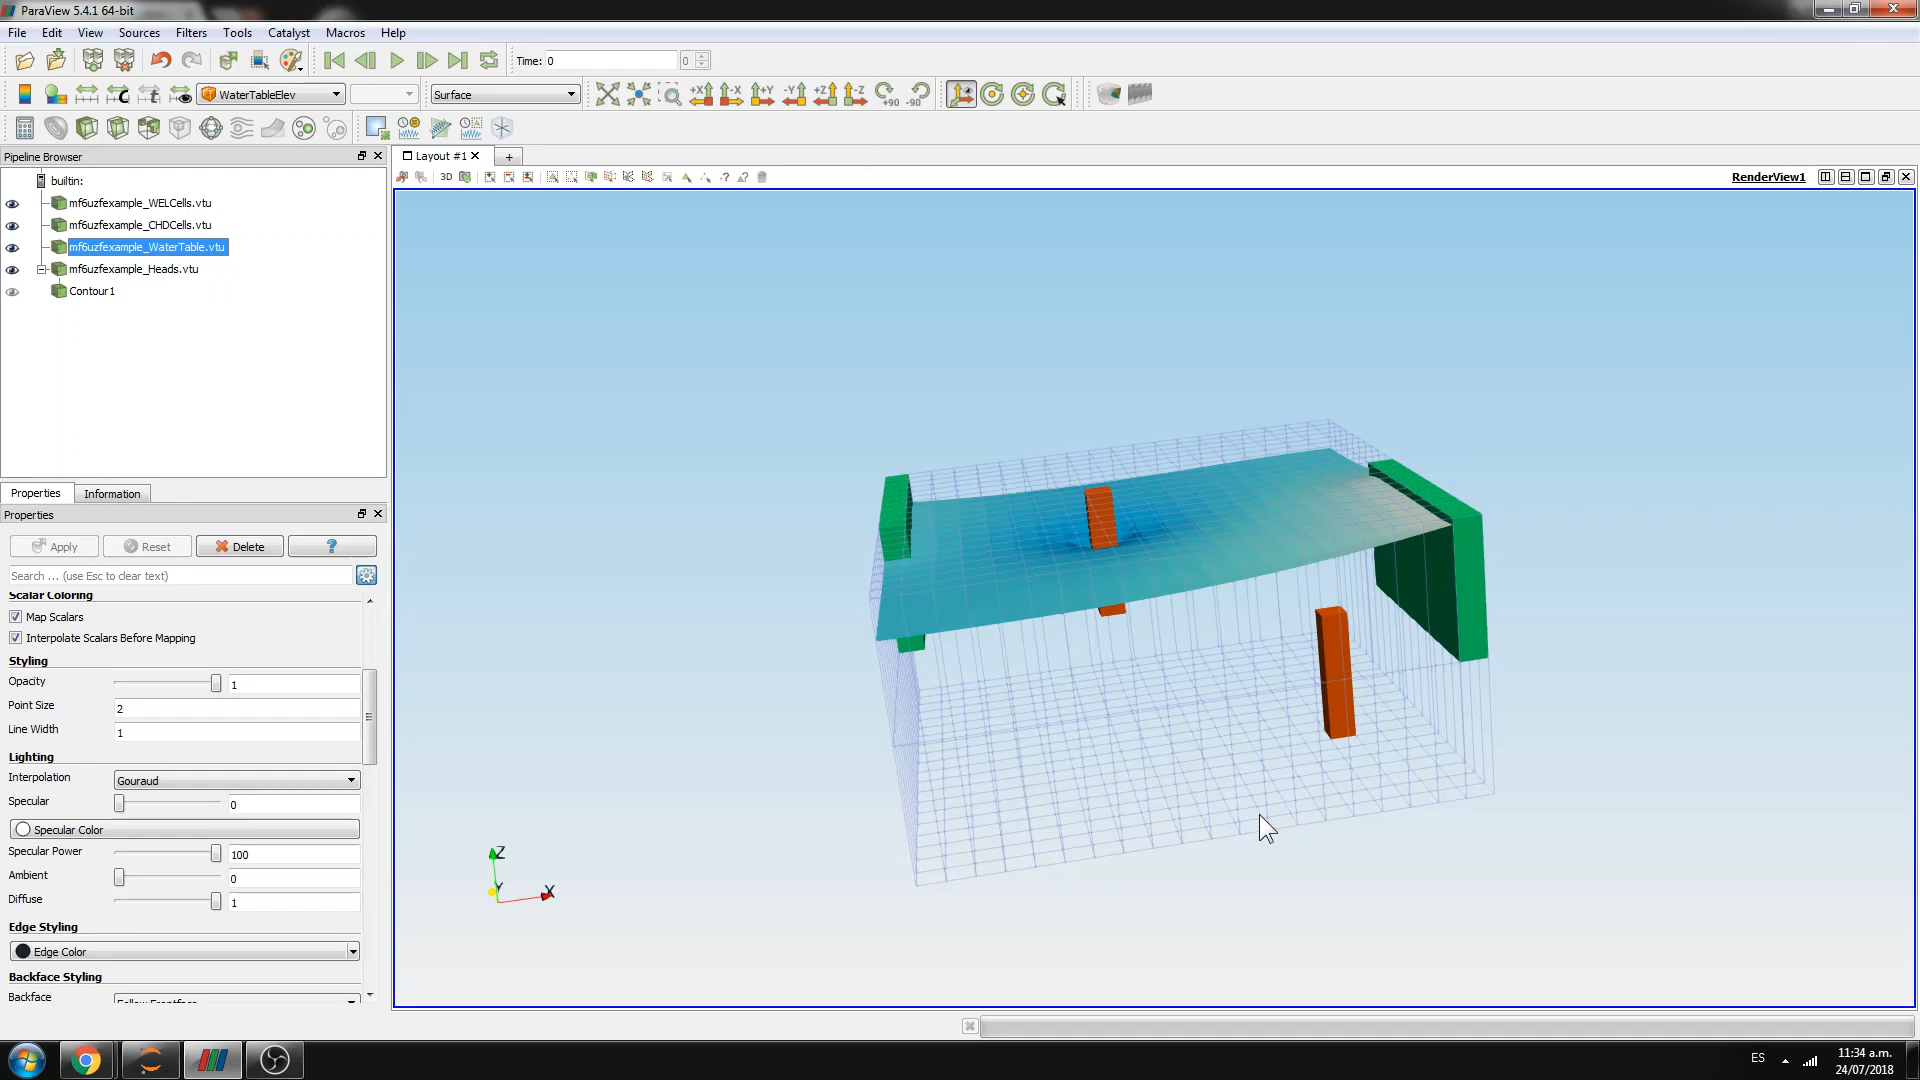 ParaView 5.4.1 64-bit
File Edit View Sources Filters Tools Catalyst Macros Help
Time: 0 0
WaterTableElev Surface +X -X +Y -Y +Z -Z +90 -90
Pipeline Browser
Layout #1 +
3D
RenderView1
builtin:
mf6uzfexample_WELCells.vtu
mf6uzfexample_CHDCells.vtu
mf6uzfexample_WaterTable.vtu
mf6uzfexample_Heads.vtu
Contour1
Properties Information
Properties
Apply Reset Delete ?
Search ... (use Esc to clear text)
Scalar Coloring
Map Scalars
Interpolate Scalars Before Mapping
Styling
Opacity 1
Point Size 2
Line Width 1
Lighting
Interpolation Gouraud
Specular 0
Specular Color
Specular Power 100
Ambient 0
Diffuse 1
Edge Styling
Edge Color
Backface Styling
Backface
Z
Y
X
ES
11:34 a.m.
24/07/2018